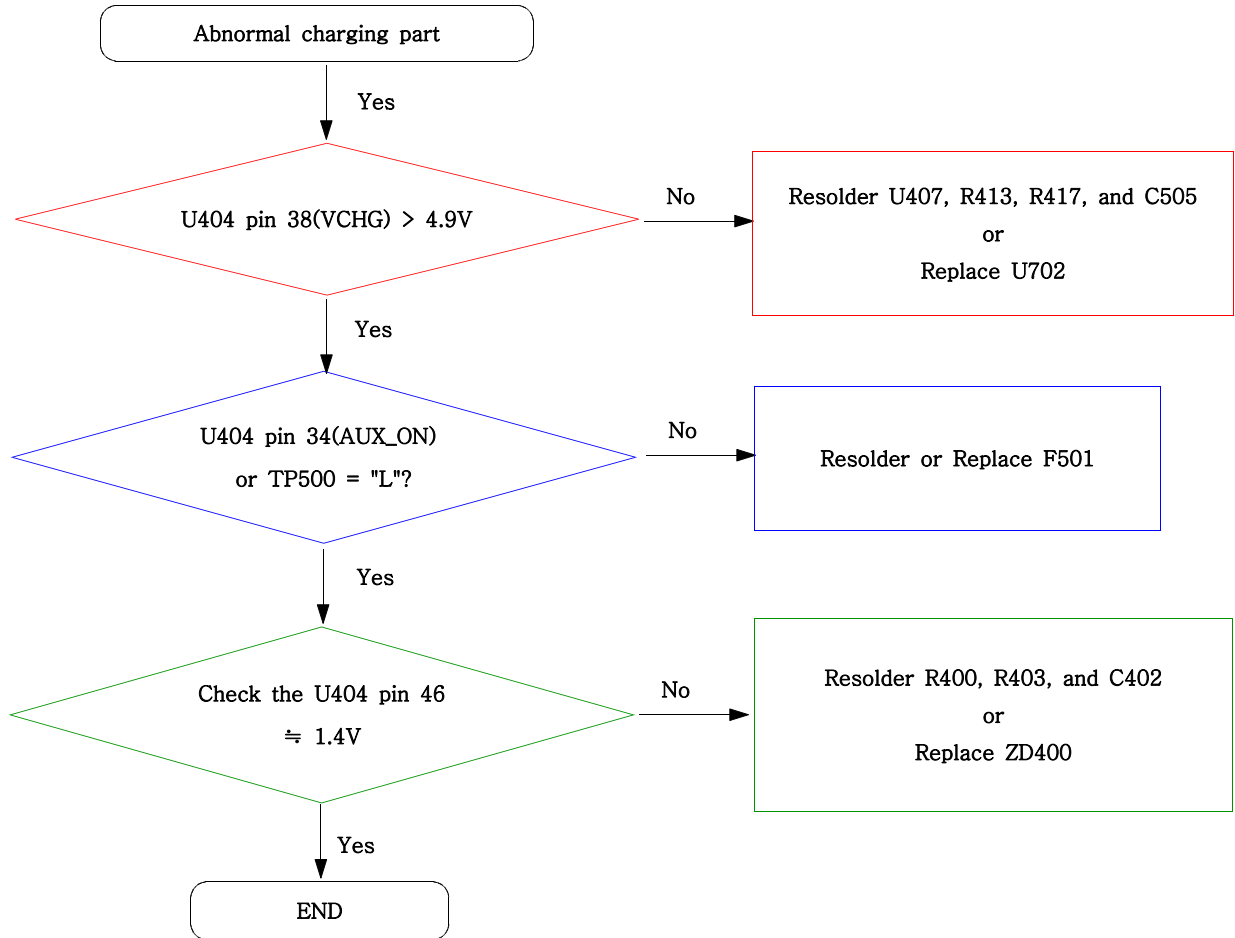 Abnormal charging part
Yes
U404 pin 38(VCHG) > 4.9V
No
Resolder U407, R413, R417, and C505
or
Replace U702
Yes
U404 pin 34(AUX_ON)
or TP500 = "L"?
No
Resolder or Replace F501
Yes
Check the U404 pin 46
≒ 1.4V
No
Resolder R400, R403, and C402
or
Replace ZD400
Yes
END